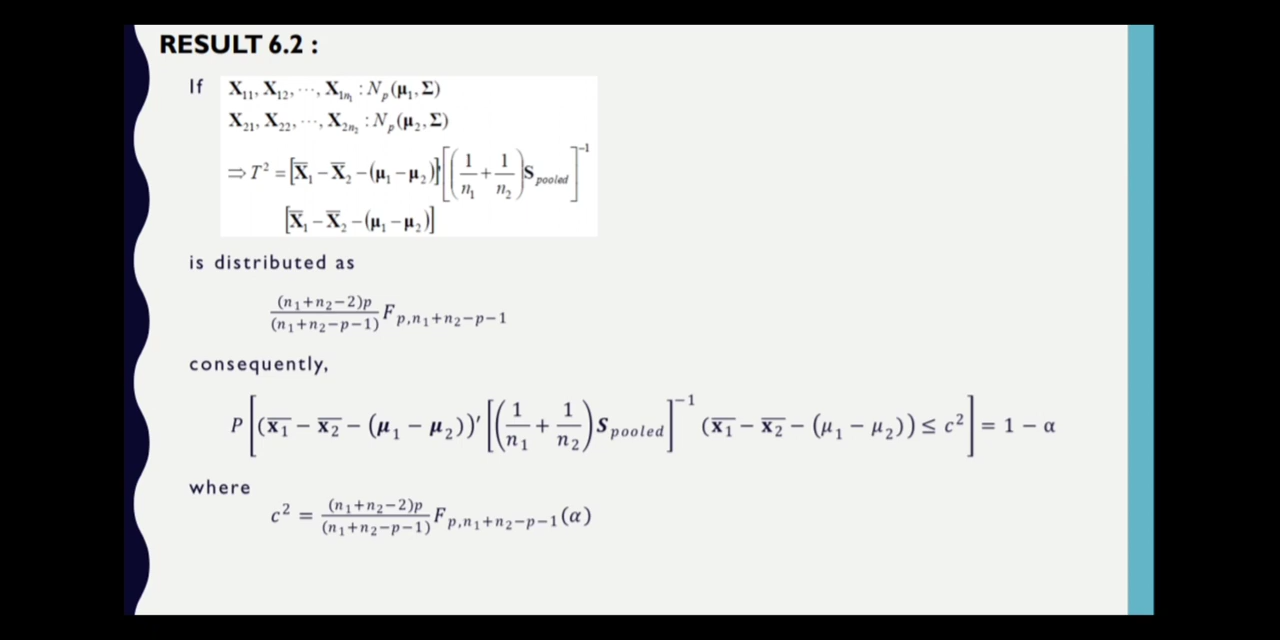 RESULT 6.2 :
If X₁₁, X₁₂, ⋯, X₁ₙ₁ : Nₚ(μ₁, Σ)
X₂₁, X₂₂, ⋯, X₂ₙ₂ : Nₚ(μ₂, Σ)
⇒ T² = [X̄₁ − X̄₂ − (μ₁ − μ₂)]' [(1/n₁ + 1/n₂) S_pooled]⁻¹
[X̄₁ − X̄₂ − (μ₁ − μ₂)]
is distributed as
(n₁+n₂−2)p / (n₁+n₂−p−1) F p,n₁+n₂−p−1
consequently,
P[(x̄₁ − x̄₂ − (μ₁ − μ₂))′ [(1/n₁ + 1/n₂) S_pooled]⁻¹ (x̄₁ − x̄₂ − (μ₁ − μ₂)) ≤ c²] = 1 − α
where
c² = (n₁+n₂−2)p / (n₁+n₂−p−1) F p,n₁+n₂−p−1(α)